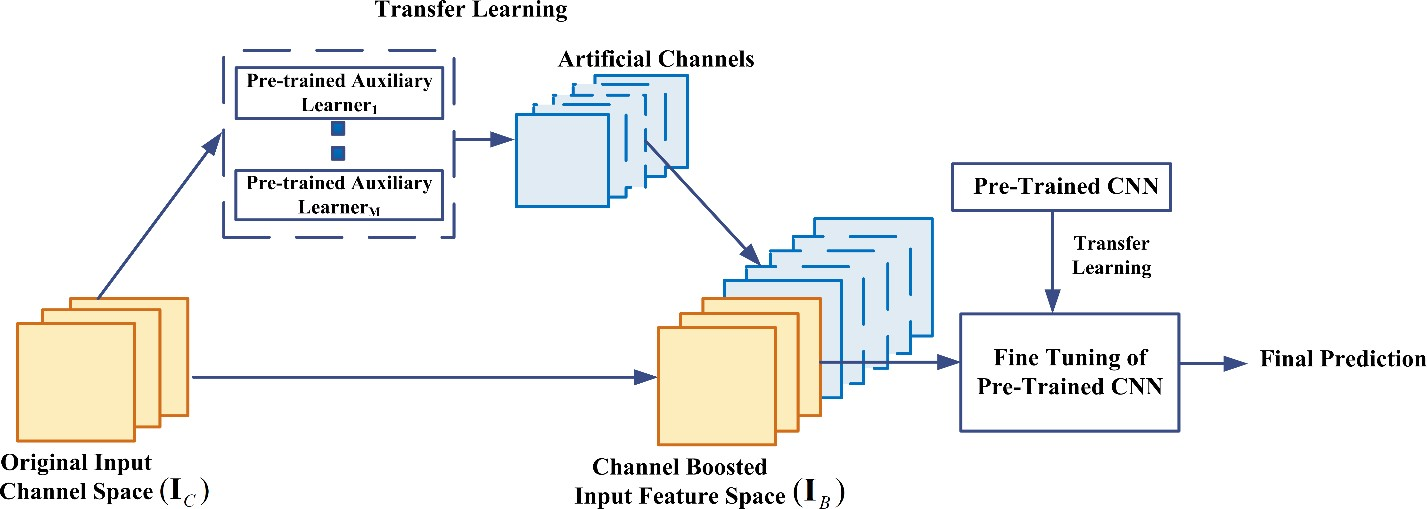 Transfer Learning
Pre-trained Auxiliary
Learner1
Pre-trained Auxiliary
LearnerM
Artificial Channels
Pre-Trained CNN
Transfer
Learning
Fine Tuning of
Pre-Trained CNN
Final Prediction
Original Input
Channel Space (IC)
Channel Boosted
Input Feature Space (IB)